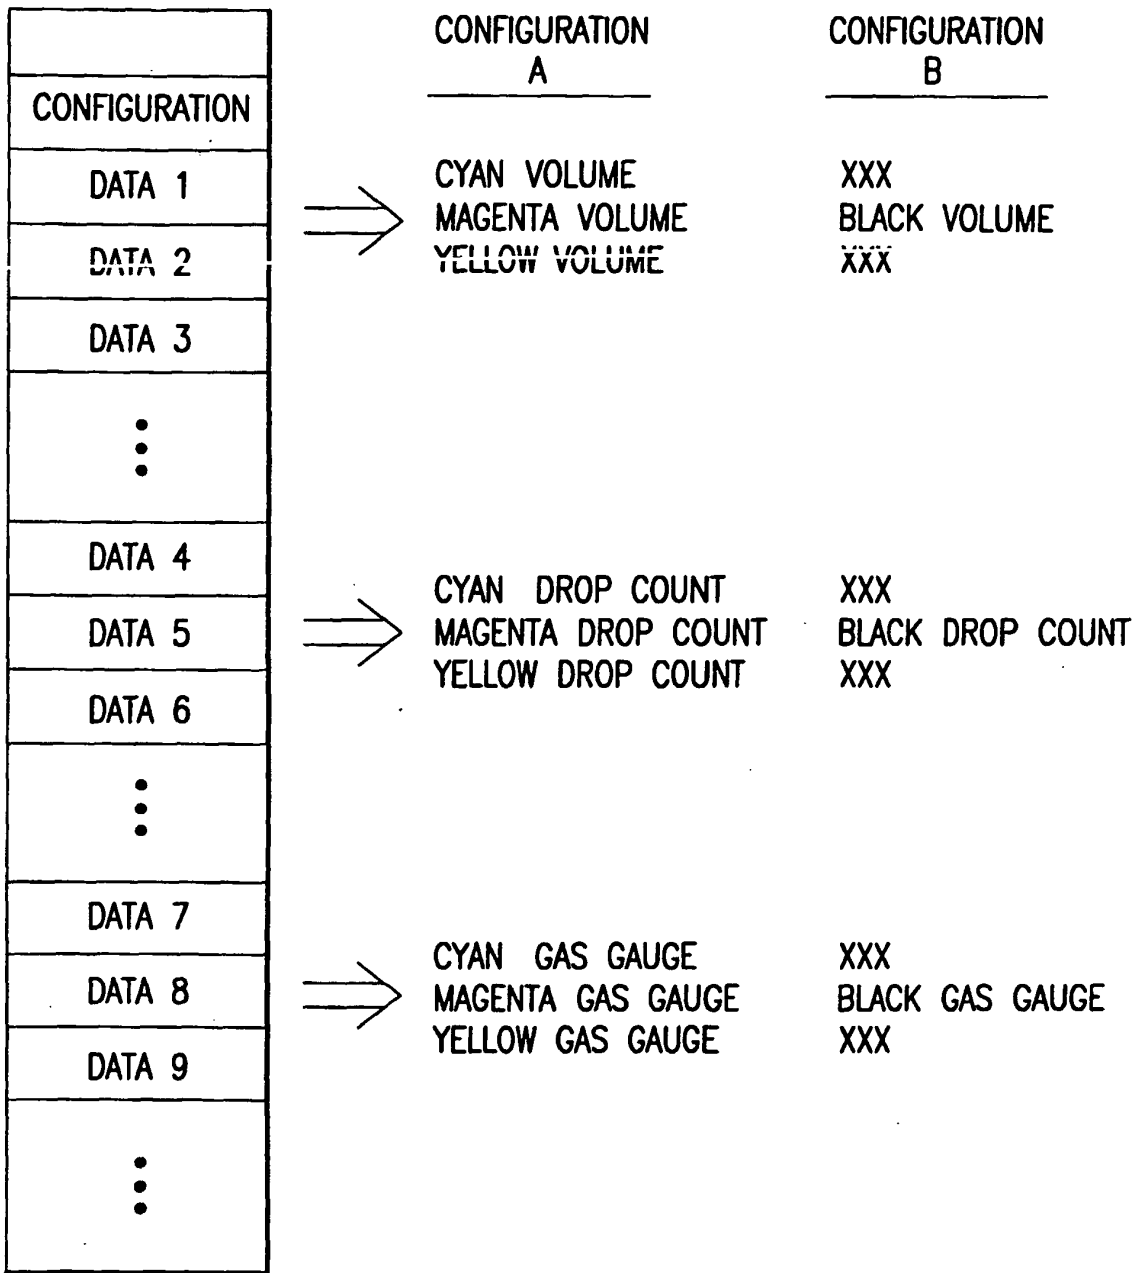 CONFIGURATION
DATA 1
DATA 2
DATA 3
DATA 4
DATA 5
DATA 6
DATA 7
DATA 8
DATA 9
CONFIGURATION
A
CYAN VOLUME
MAGENTA VOLUME
YELLOW VOLUME
CYAN DROP COUNT
MAGENTA DROP COUNT
YELLOW DROP COUNT
CYAN GAS GAUGE
MAGENTA GAS GAUGE
YELLOW GAS GAUGE
CONFIGURATION
B
XXX
BLACK VOLUME
XXX
XXX
BLACK DROP COUNT
XXX
XXX
BLACK GAS GAUGE
XXX